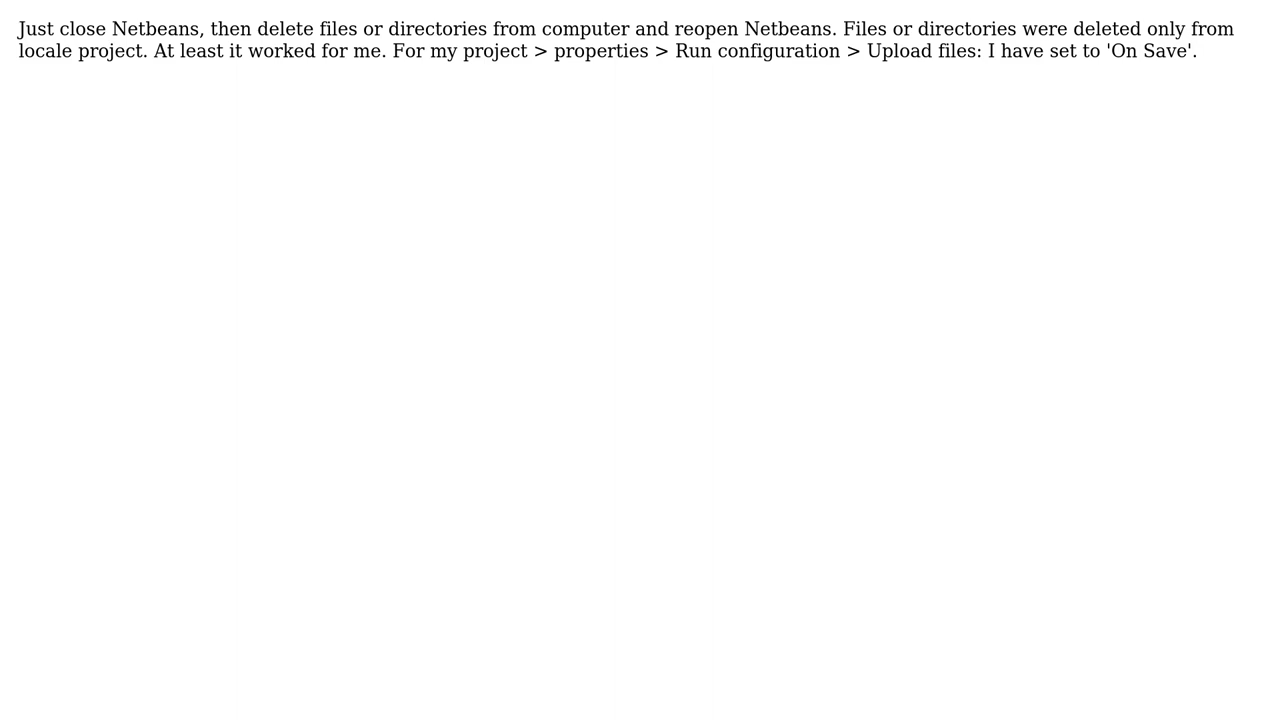 Just close Netbeans, then delete files or directories from computer and reopen Netbeans. Files or directories were deleted only from
locale project. At least it worked for me. For my project > properties > Run configuration > Upload files: I have set to 'On Save'.